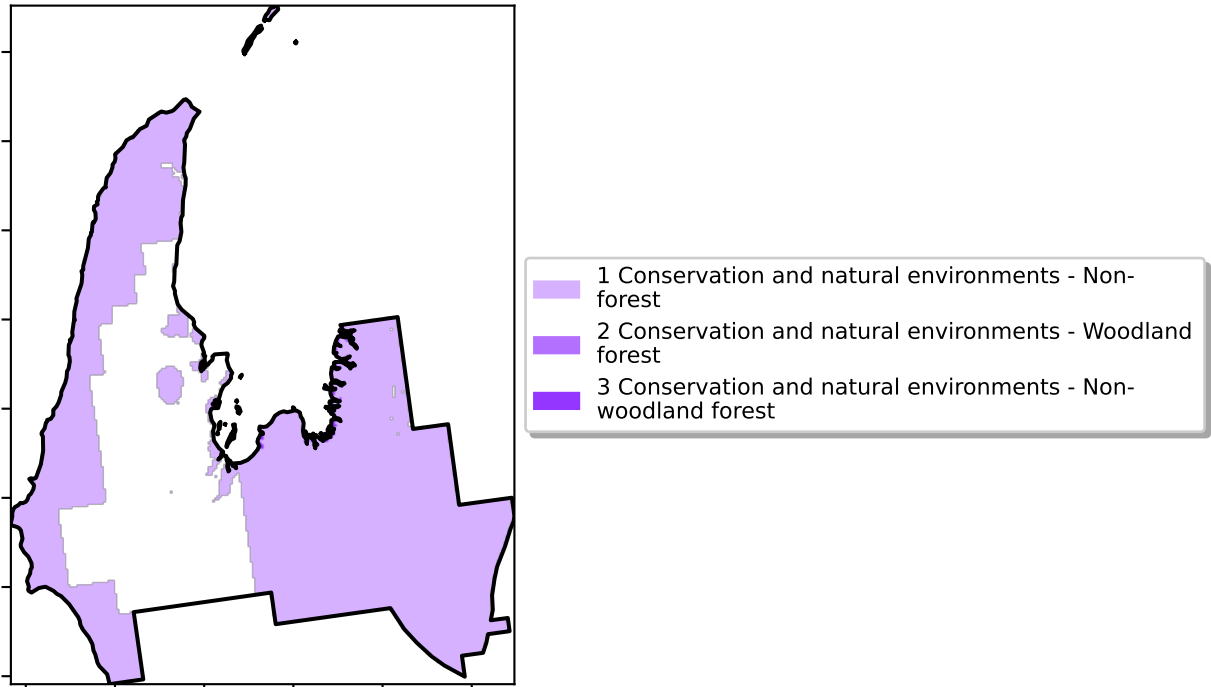 1 Conservation and natural environments - Non-
forest
2 Conservation and natural environments - Woodland
forest
3 Conservation and natural environments - Non-
woodland forest